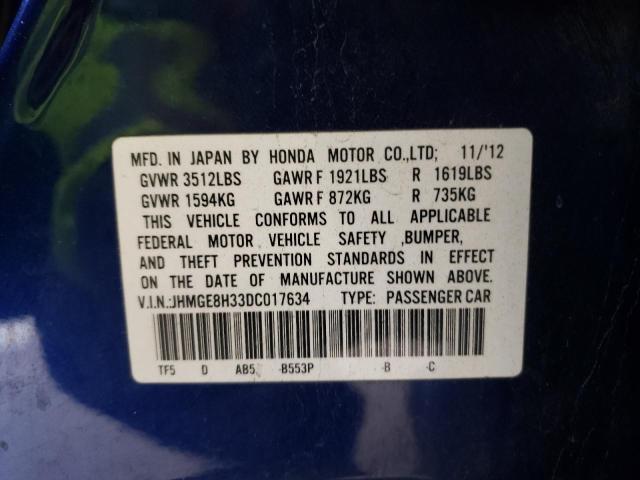 MFD. IN JAPAN BY HONDA MOTOR CO.,LTD; 11/'12
GVWR 3512LBS GAWR F 1921LBS R 1619LBS
GVWR 1594KG GAWR F 872KG R 735KG
THIS VEHICLE CONFORMS TO ALL APPLICABLE
FEDERAL MOTOR VEHICLE SAFETY ,BUMPER,
AND THEFT PREVENTION STANDARDS IN EFFECT
ON THE DATE OF MANUFACTURE SHOWN ABOVE.
V.I.N.:JHMGE8H33DC017634 TYPE: PASSENGER CAR
TF5 D AB5 -B553P -B -C